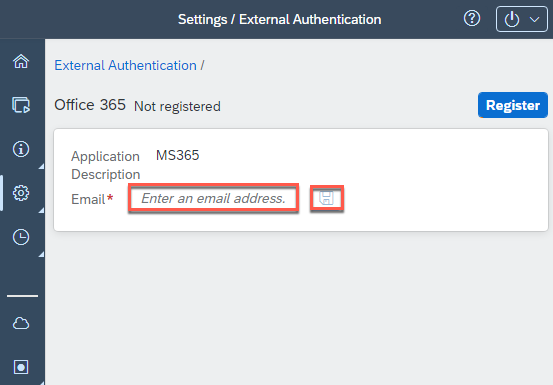 Settings / External Authentication
External Authentication /
Office 365 Not registered
Register
Application MS365
Description
Email* Enter an email address.